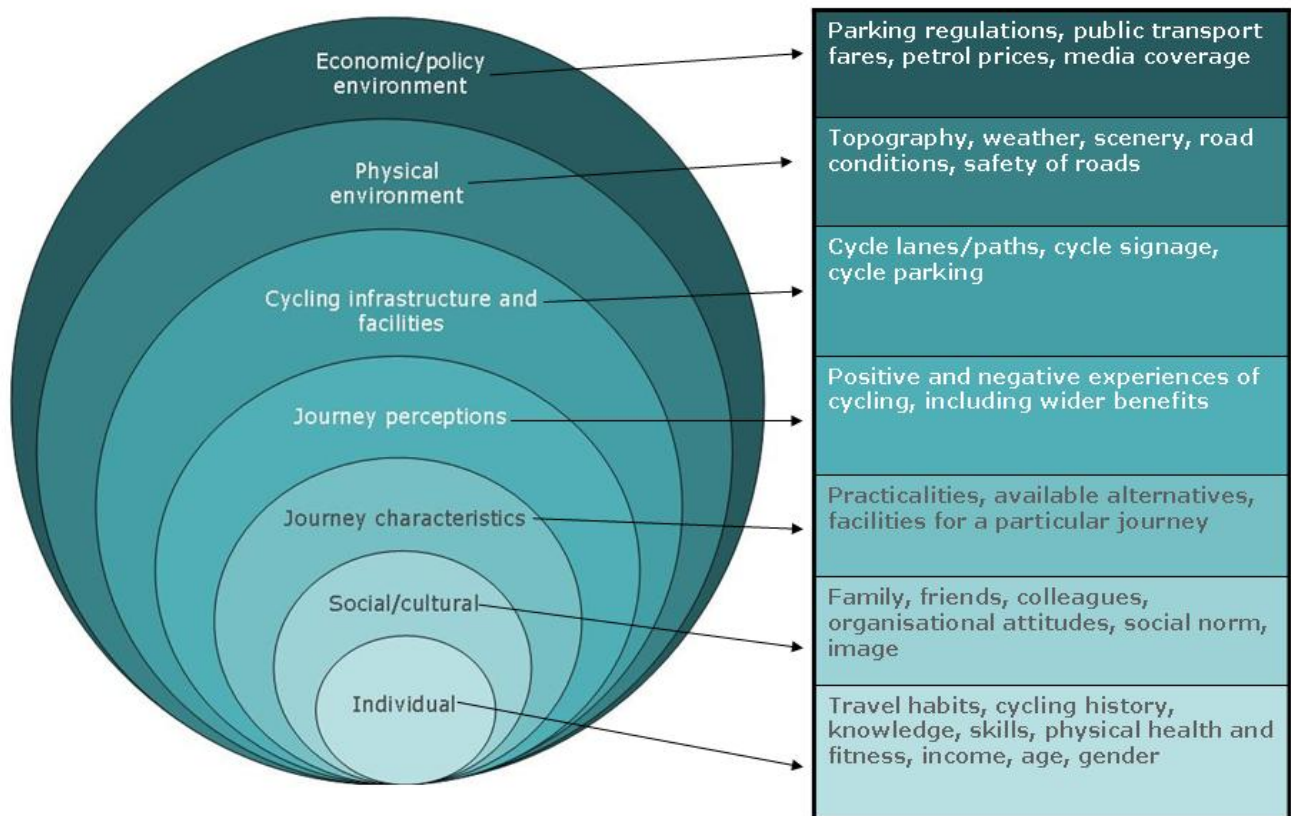 Economic/policy
environment
Parking regulations, public transport
fares, petrol prices, media coverage
Physical
environment
Topography, weather, scenery, road
conditions, safety of roads
Cycling infrastructure and
facilities
Cycle lanes/paths, cycle signage,
cycle parking
Journey perceptions
Positive and negative experiences of
cycling, including wider benefits
Journey characteristics
Practicalities, available alternatives,
facilities for a particular journey
Social/cultural
Family, friends, colleagues,
organisational attitudes, social norm,
image
Individual
Travel habits, cycling history,
knowledge, skills, physical health and
fitness, income, age, gender